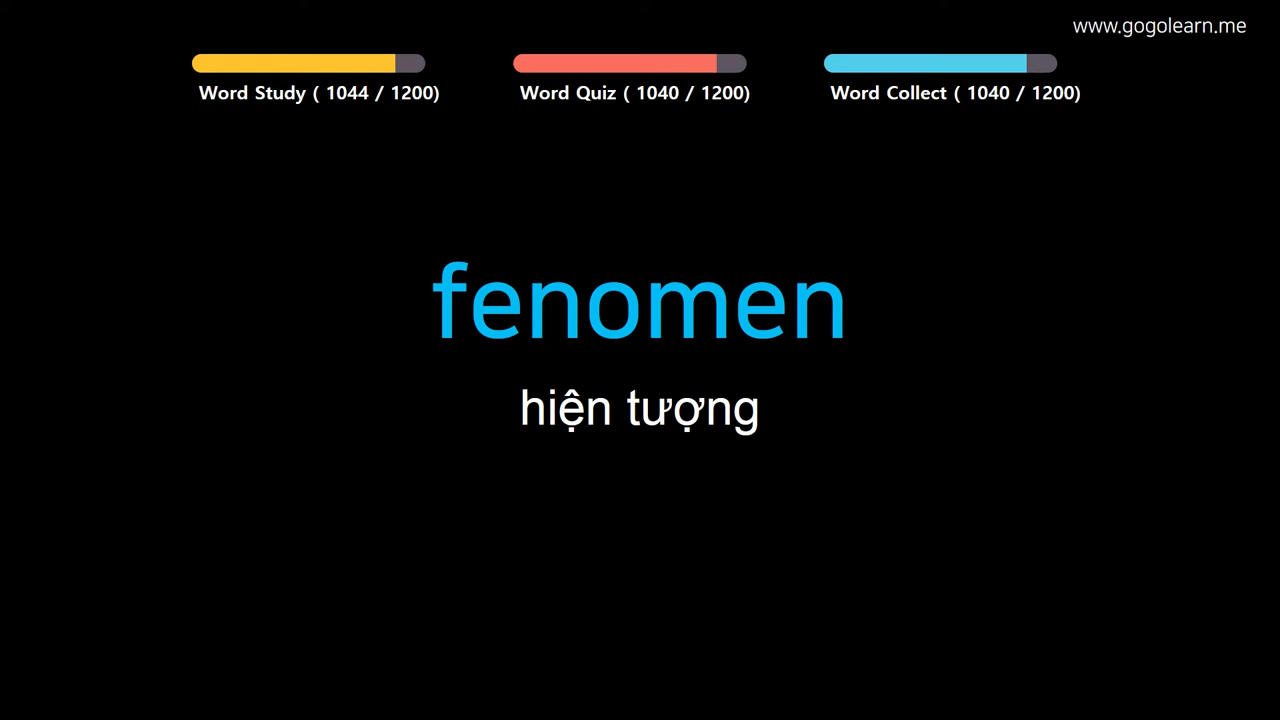 www.gogolearn.me
Word Study ( 1044 / 1200)
Word Quiz ( 1040 / 1200)
Word Collect ( 1040 / 1200)
fenomen
hiện tượng